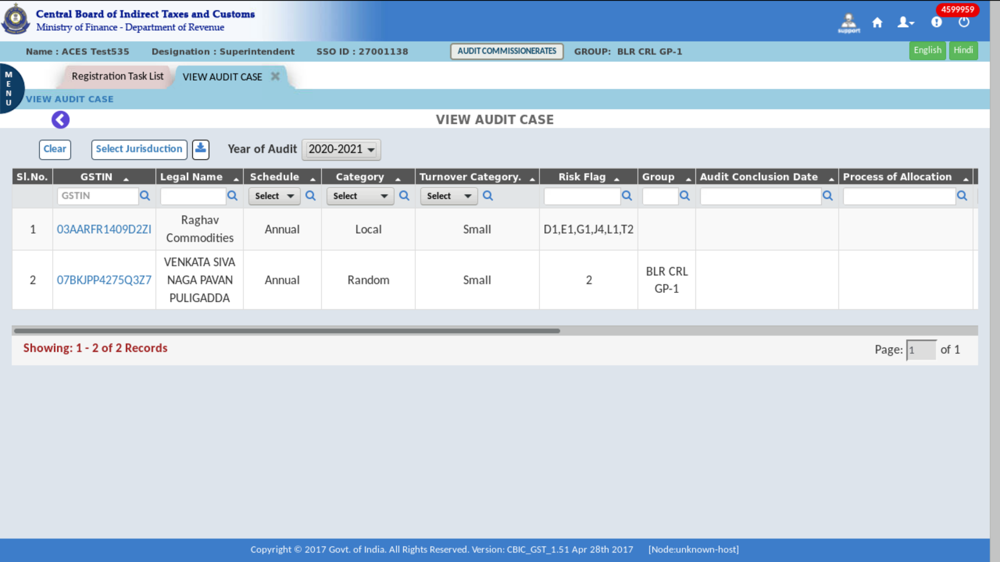 Central Board of Indirect Taxes and Customs
Ministry of Finance - Department of Revenue
4599959
support
Name : ACES Test535 Designation : Superintendent SSO ID : 27001138 AUDIT COMMISSIONERATES GROUP: BLR CRL GP-1 English Hindi
MENU
Registration Task List VIEW AUDIT CASE
VIEW AUDIT CASE
VIEW AUDIT CASE
Clear Select Jurisduction Year of Audit 2020-2021
Sl.No. GSTIN Legal Name Schedule Category Turnover Category. Risk Flag Group Audit Conclusion Date Process of Allocation
GSTIN Select Select Select
1 03AARFR1409D2ZI Raghav Commodities Annual Local Small D1,E1,G1,J4,L1,T2
2 07BKJPP4275Q3Z7 VENKATA SIVA NAGA PAVAN PULIGADDA Annual Random Small 2 BLR CRL GP-1
Showing: 1 - 2 of 2 Records
Page: 1 of 1
Copyright © 2017 Govt. of India. All Rights Reserved. Version: CBIC_GST_1.51 Apr 28th 2017 [Node:unknown-host]